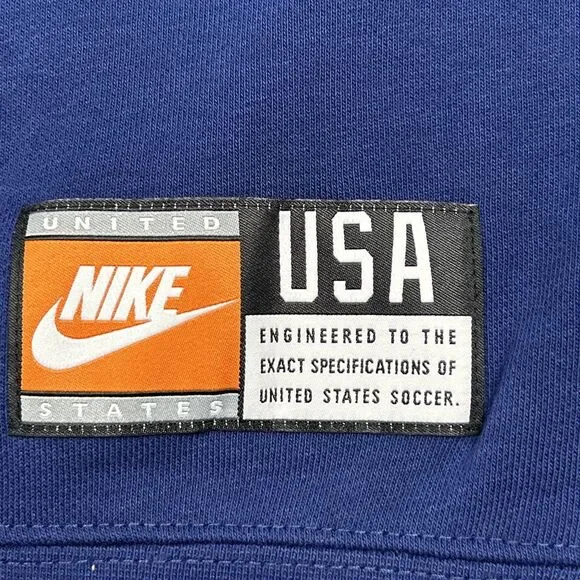 UNITED
NIKE
STATES
USA
ENGINEERED TO THE
EXACT SPECIFICATIONS OF
UNITED STATES SOCCER.